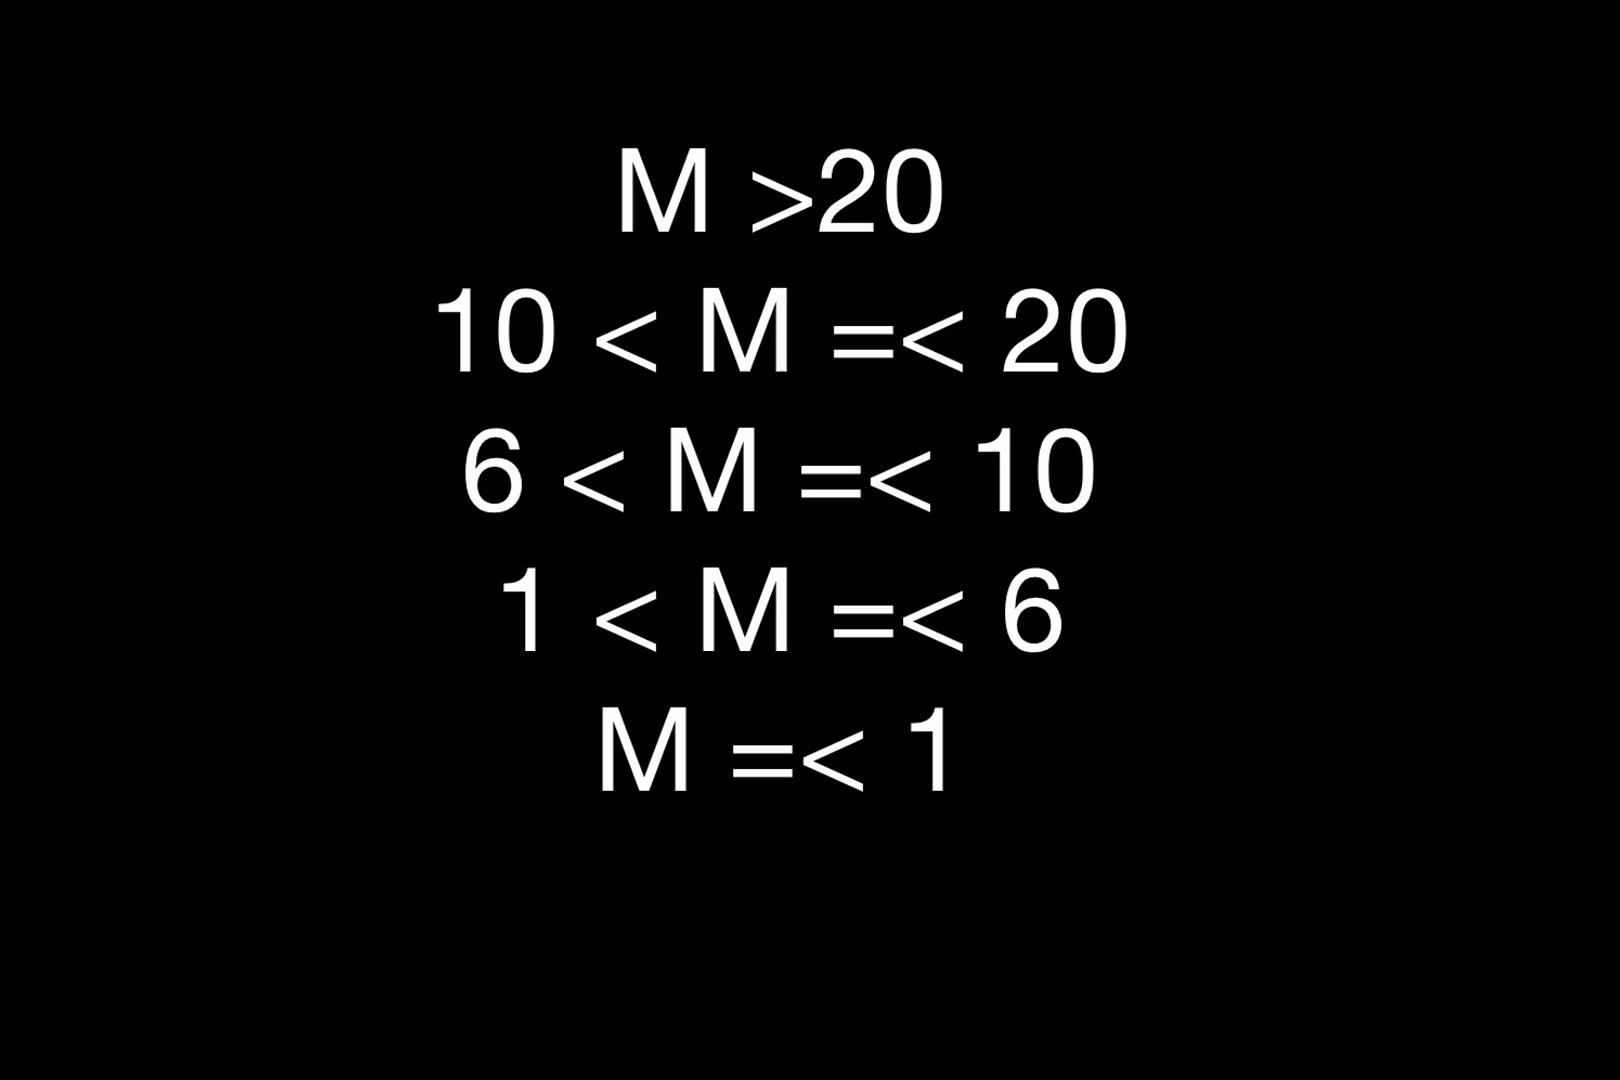 M >20
10 < M =< 20
6 < M =< 10
1 < M =< 6
M =< 1